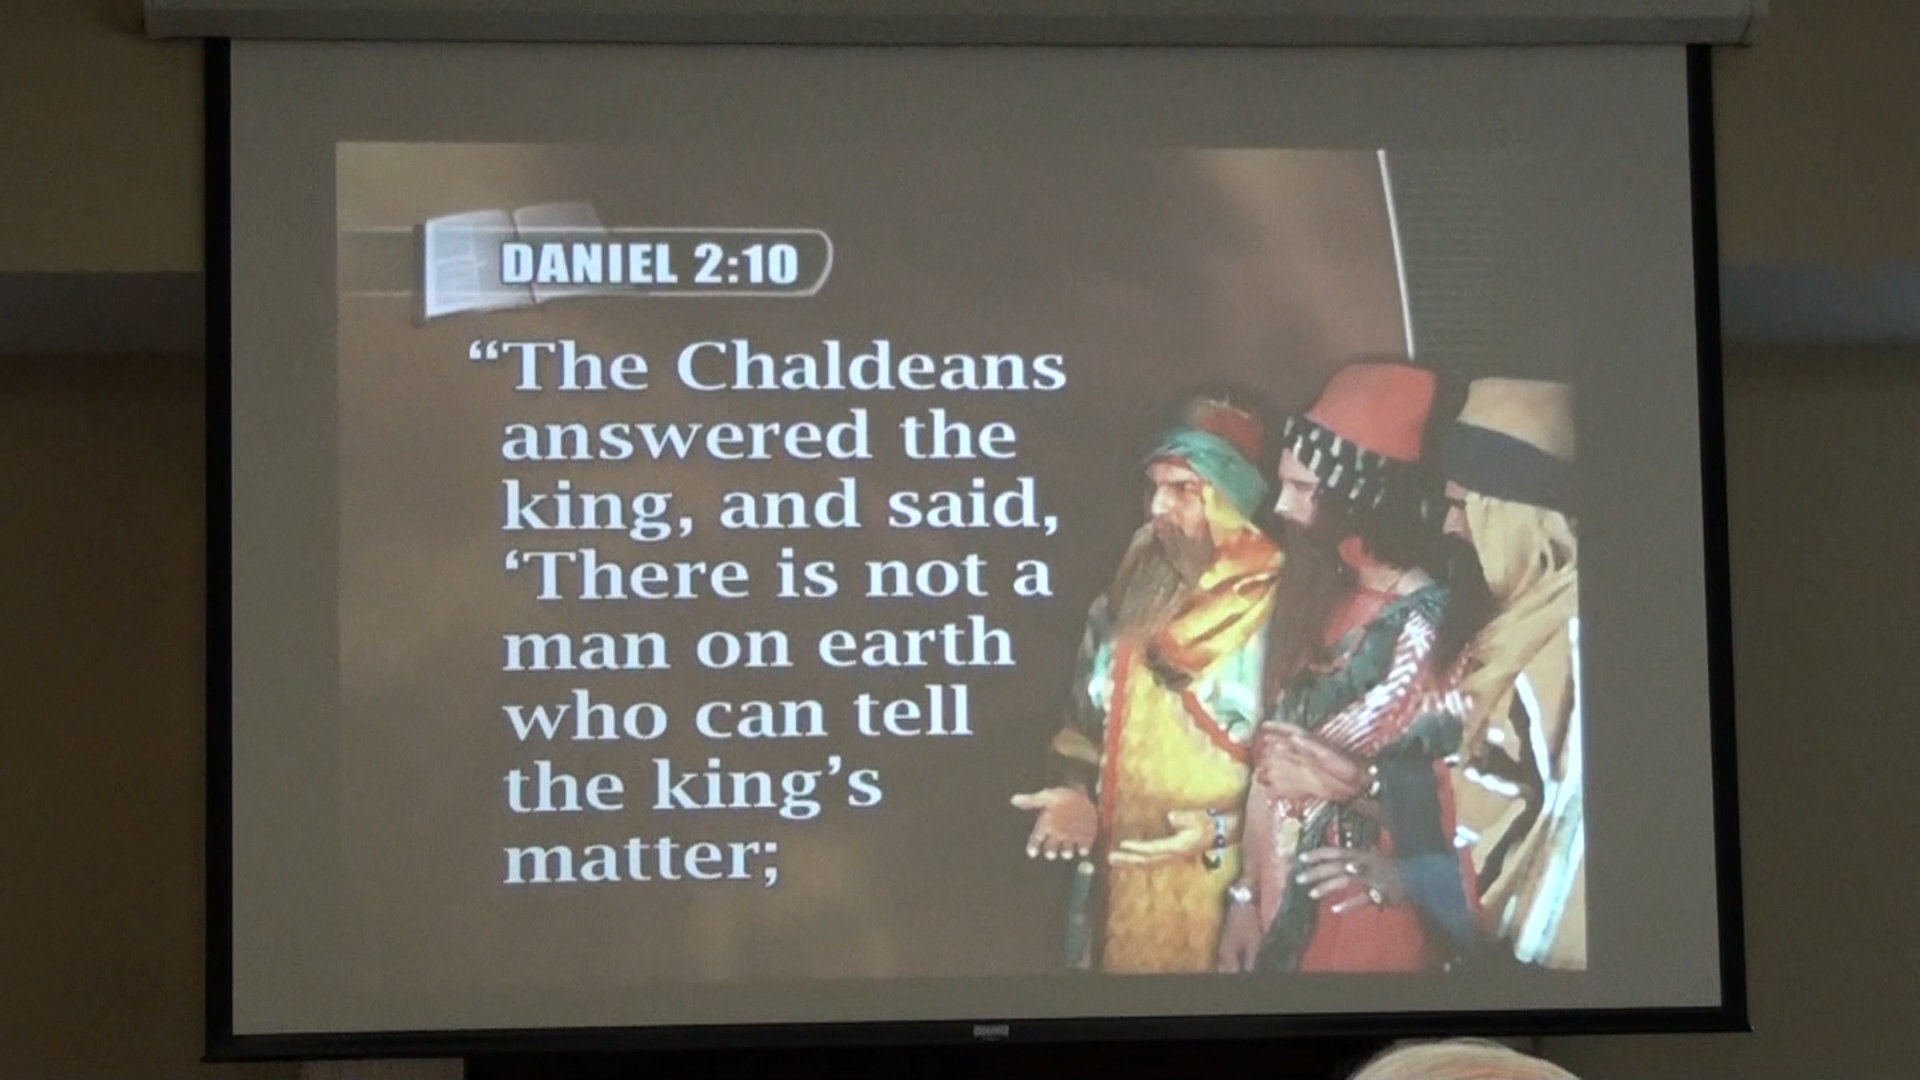 DANIEL 2:10
“The Chaldeans
answered the
king, and said,
‘There is not a
man on earth
who can tell
the king’s
matter;